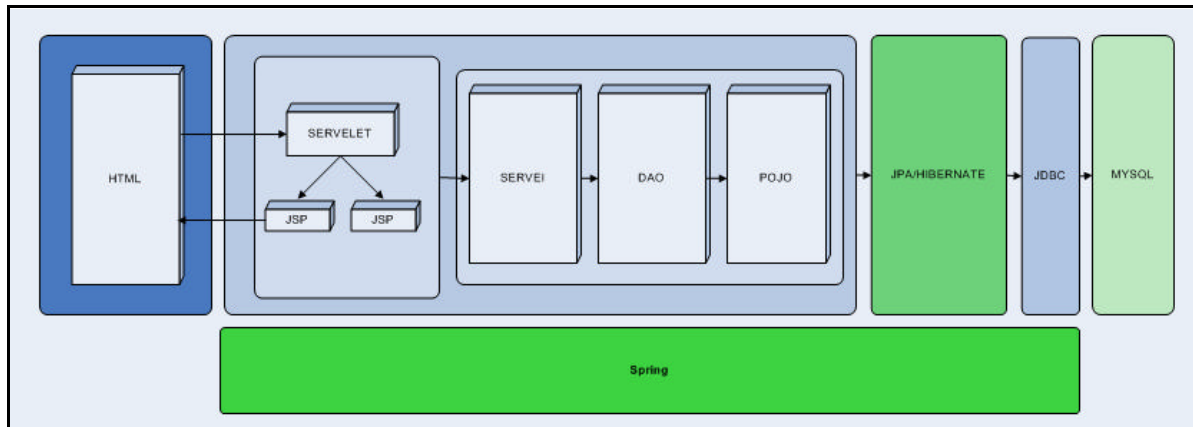 HTML
SERVELET
JSP
JSP
SERVEI
DAO
POJO
JPA/HIBERNATE
JDBC
MYSQL
Spring